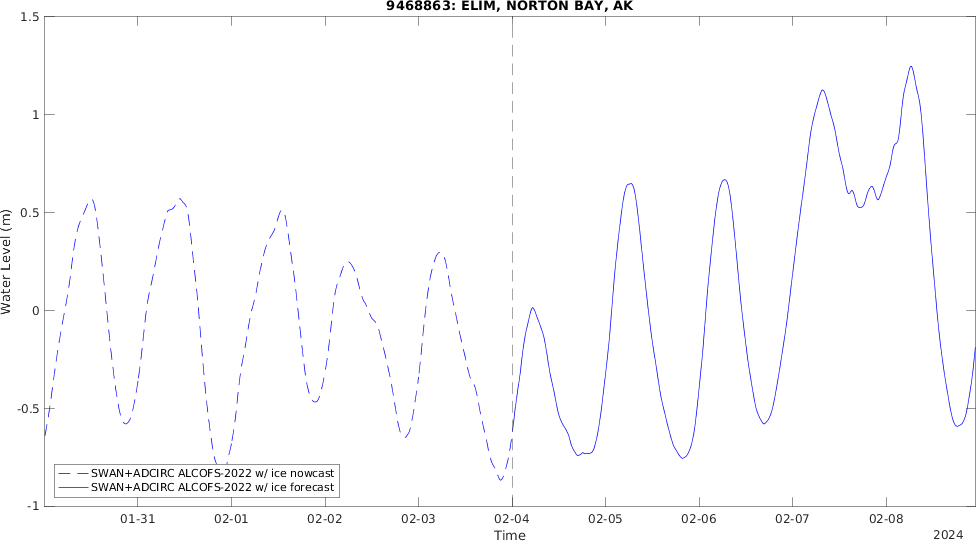 9468863: ELIM, NORTON BAY, AK
1.5
1
0.5
0
-0.5
-1
Water Level (m)
SWAN+ADCIRC ALCOFS-2022 w/ ice nowcast
SWAN+ADCIRC ALCOFS-2022 w/ ice forecast
01-31 02-01 02-02 02-03 02-04 02-05 02-06 02-07 02-08
Time
2024